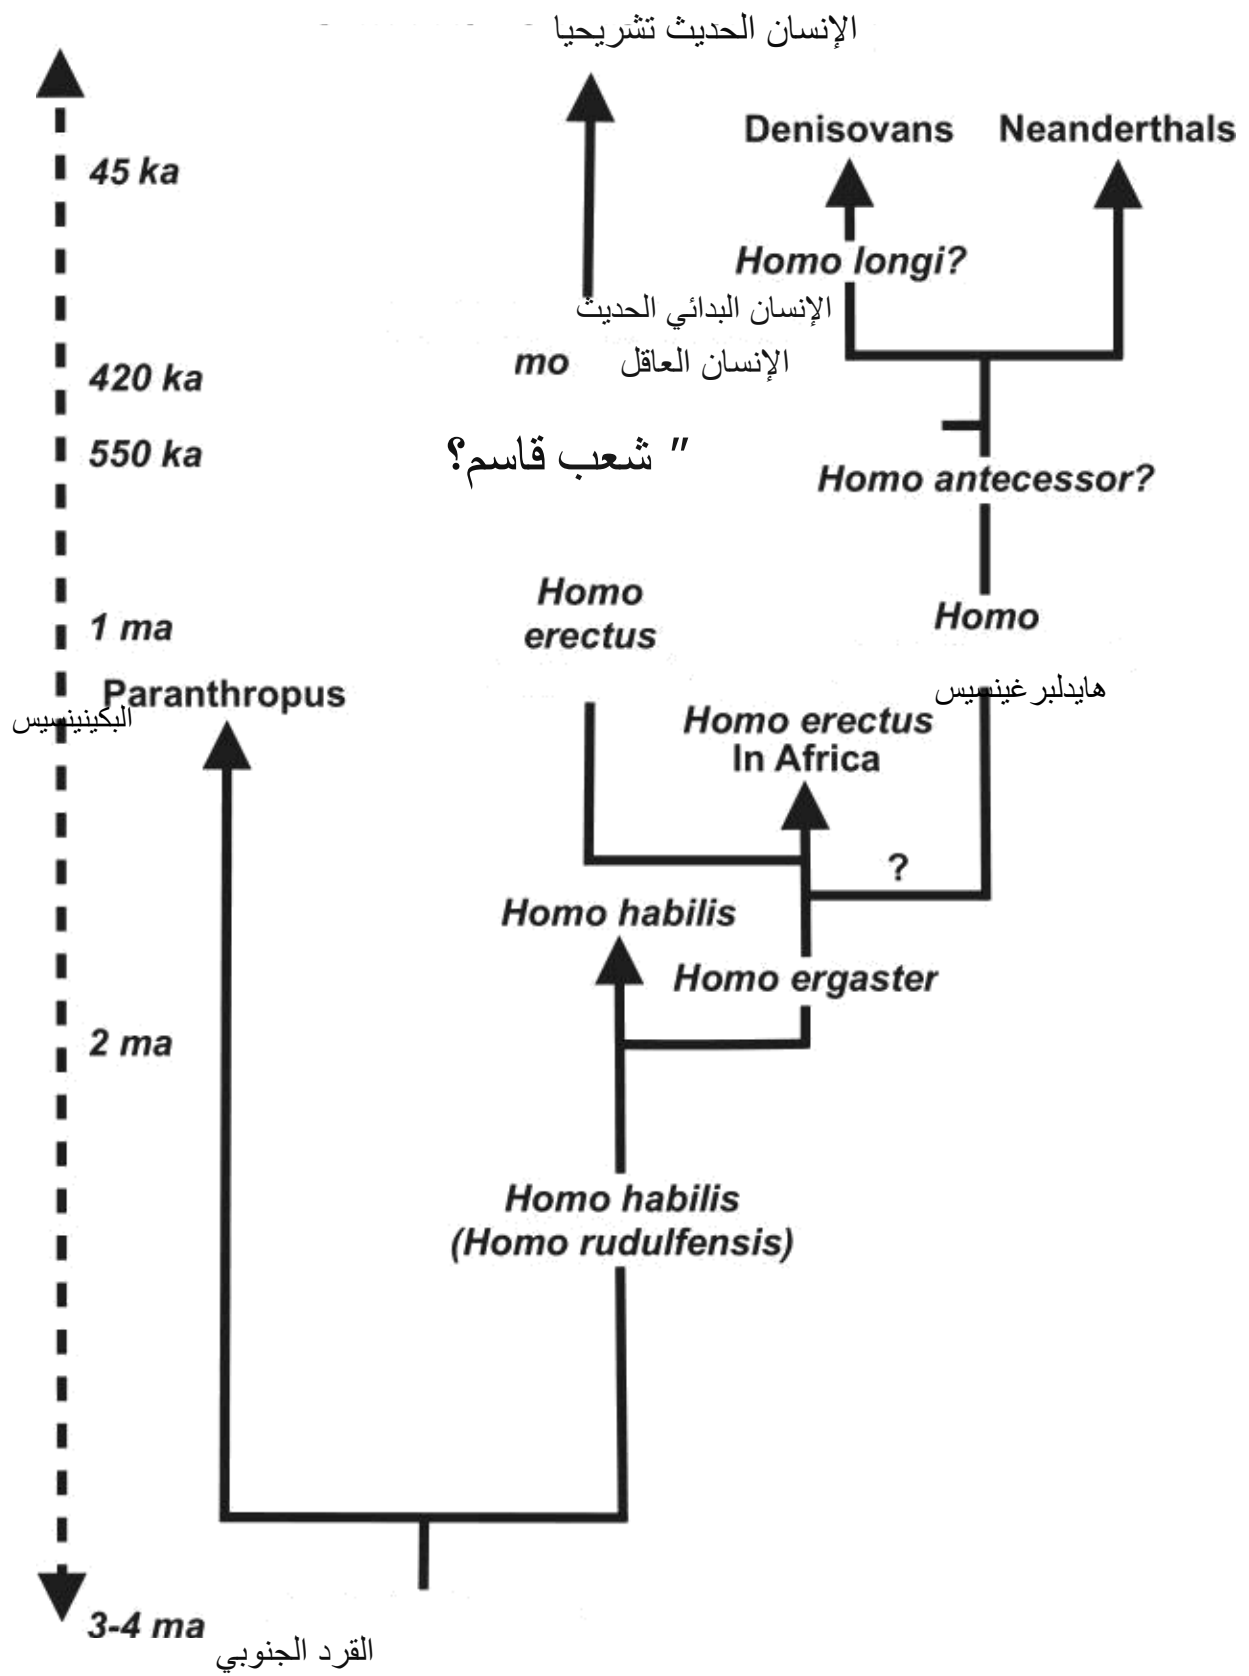 الإنسان الحديث تشريحيا
Denisovans
Neanderthals
45 ka
Homo longi?
الإنسان البدائي الحديث
mo
الإنسان العاقل
420 ka
550 ka
" شعب قاسم؟
Homo antecessor?
Homo
erectus
1 ma
Homo
هايدلبرغينسيس
Paranthropus
البكينينسيس
Homo erectus
In Africa
?
Homo habilis
Homo ergaster
2 ma
Homo habilis
(Homo rudulfensis)
3-4 ma
القرد الجنوبي